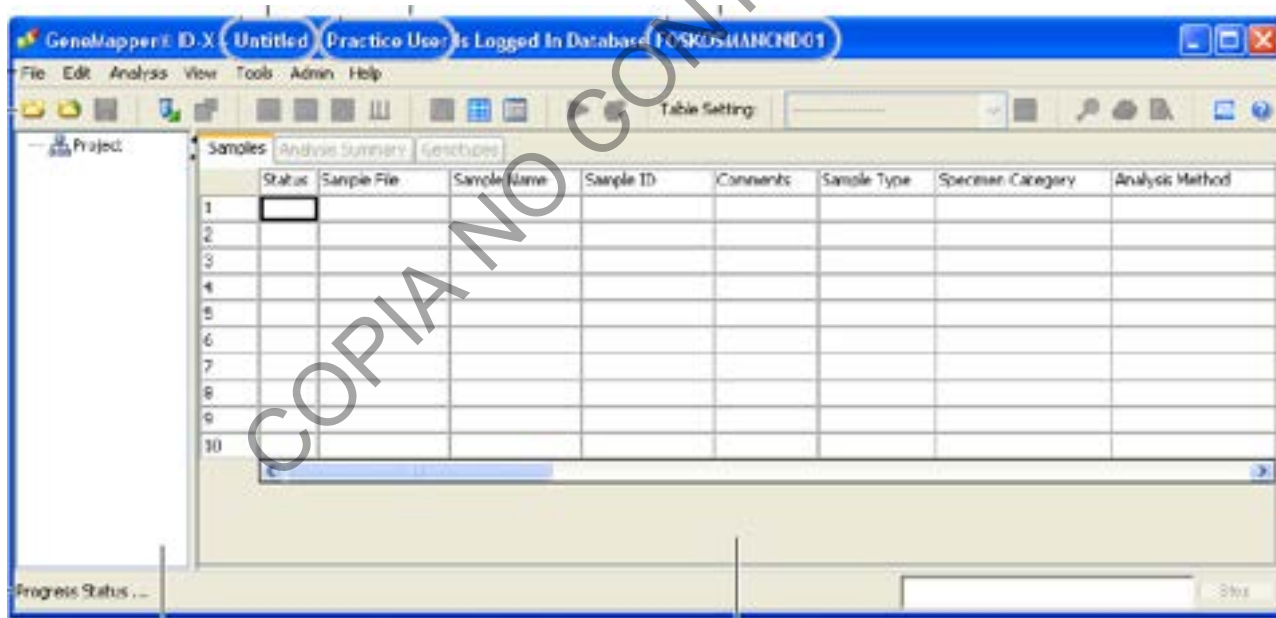 GeneMapper® ID-X Untitled Practice User Is Logged In Database
File Edit Analysis View Tools Admin Help
Table Setting:
Project
Samples Analysis Summary Genotypes
Status Sample File Sample Name Sample ID Comments Sample Type Specimen Category Analysis Method
1
2
3
4
5
6
7
8
9
10
Progress Status ... Stop
COPIA NO CONT